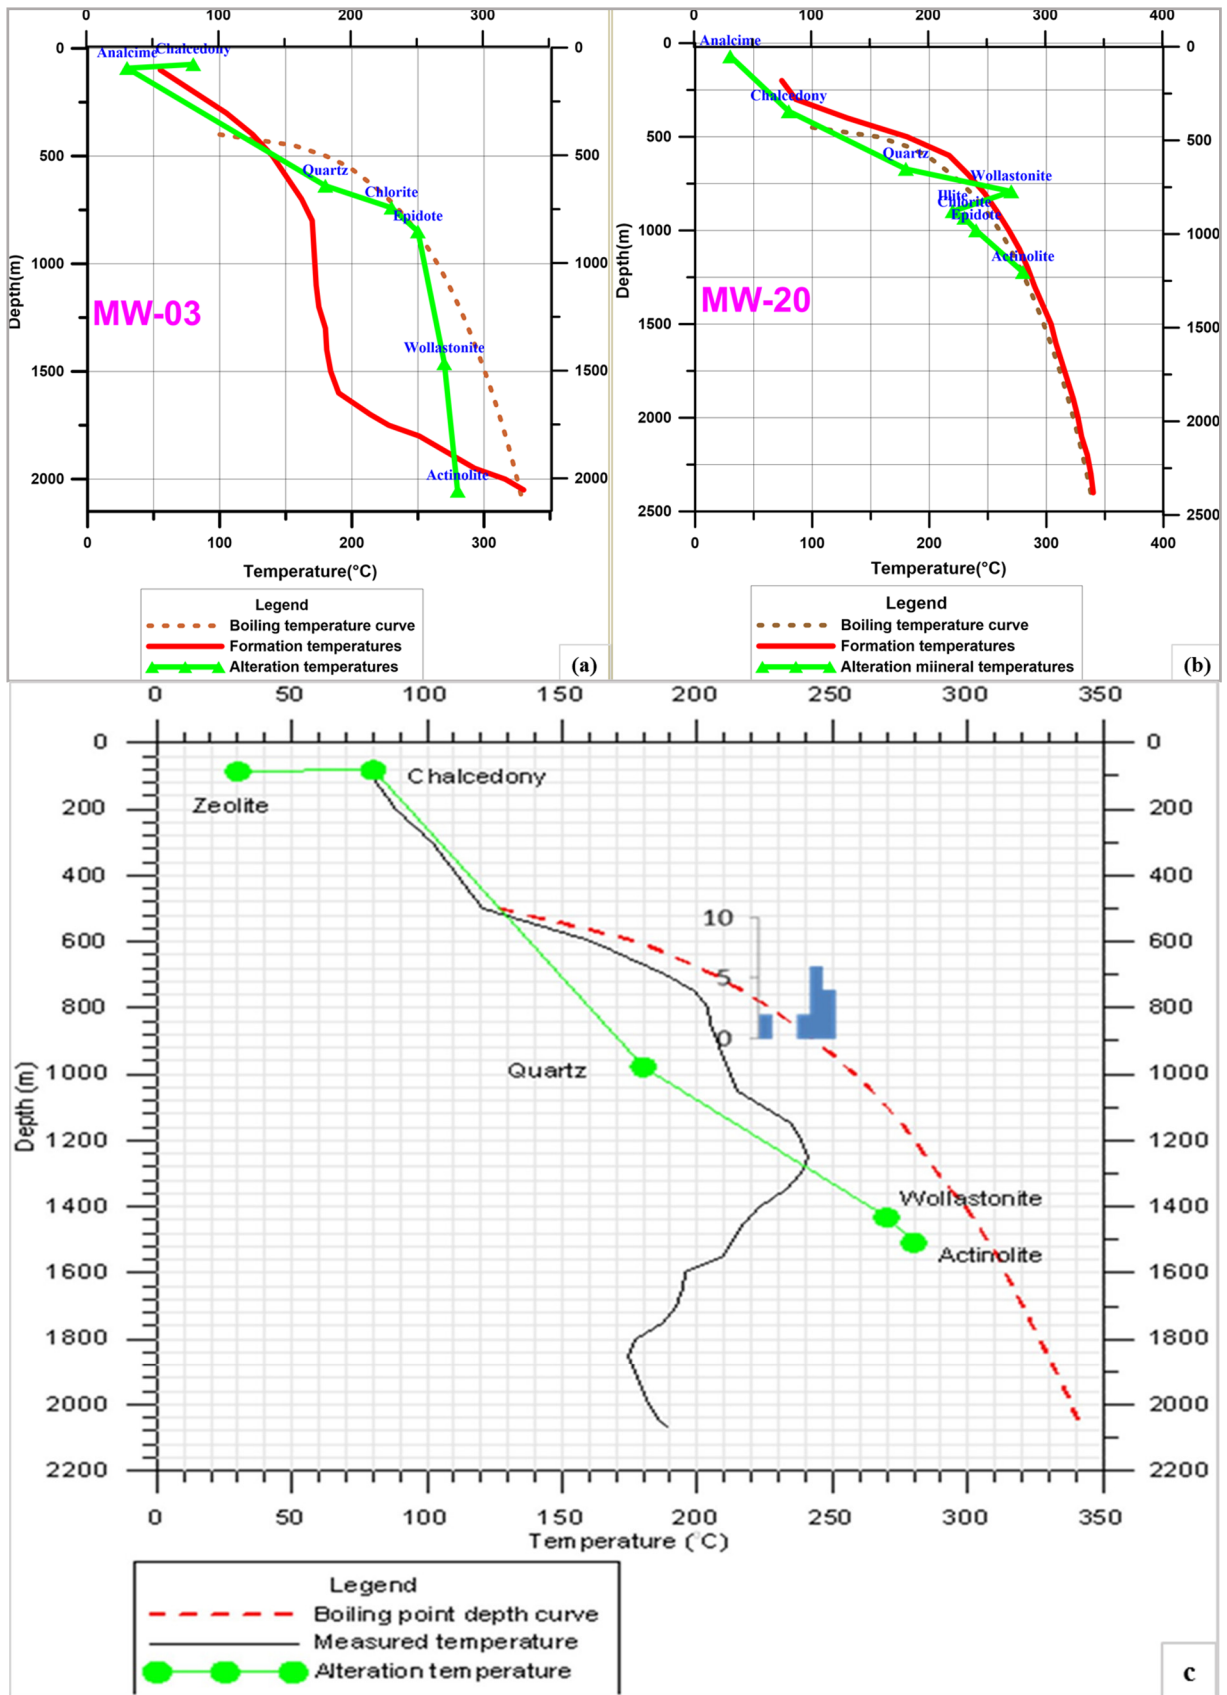 0 100 200 300
0 100 200 300 400
Analcime Chalcedony
Analcime
0 0
0 0
Chalcedony
500 500
500 500
Quartz
Quartz
Chlorite
Wollastonite
Epidote
Illite
Chlorite
Epidote
1000 1000
1000 1000
Actinolite
Depth(m)
Depth(m)
MW-03
MW-20
Wollastonite
1500 1500
1500 1500
Actinolite
2000 2000
2000 2000
2500 2500
0 100 200 300
0 100 200 300 400
Temperature(°C)
Temperature(°C)
Legend
Boiling temperature curve
Formation temperatures
Alteration temperatures
(a)
Legend
Boiling temperature curve
Formation temperatures
Alteration miineral temperatures
(b)
0 50 100 150 200 250 300 350
0 0
Chalcedony
Zeolite
200 200
400 400
10
600 600
5
800 800
0
Quartz
1000 1000
Depth (m)
1200 1200
Wollastonite
1400 1400
Actinolite
1600 1600
1800 1800
2000 2000
2200 2200
0 50 100 150 200 250 300 350
Temperature (°C)
Legend
Boiling point depth curve
Measured temperature
Alteration temperature
c